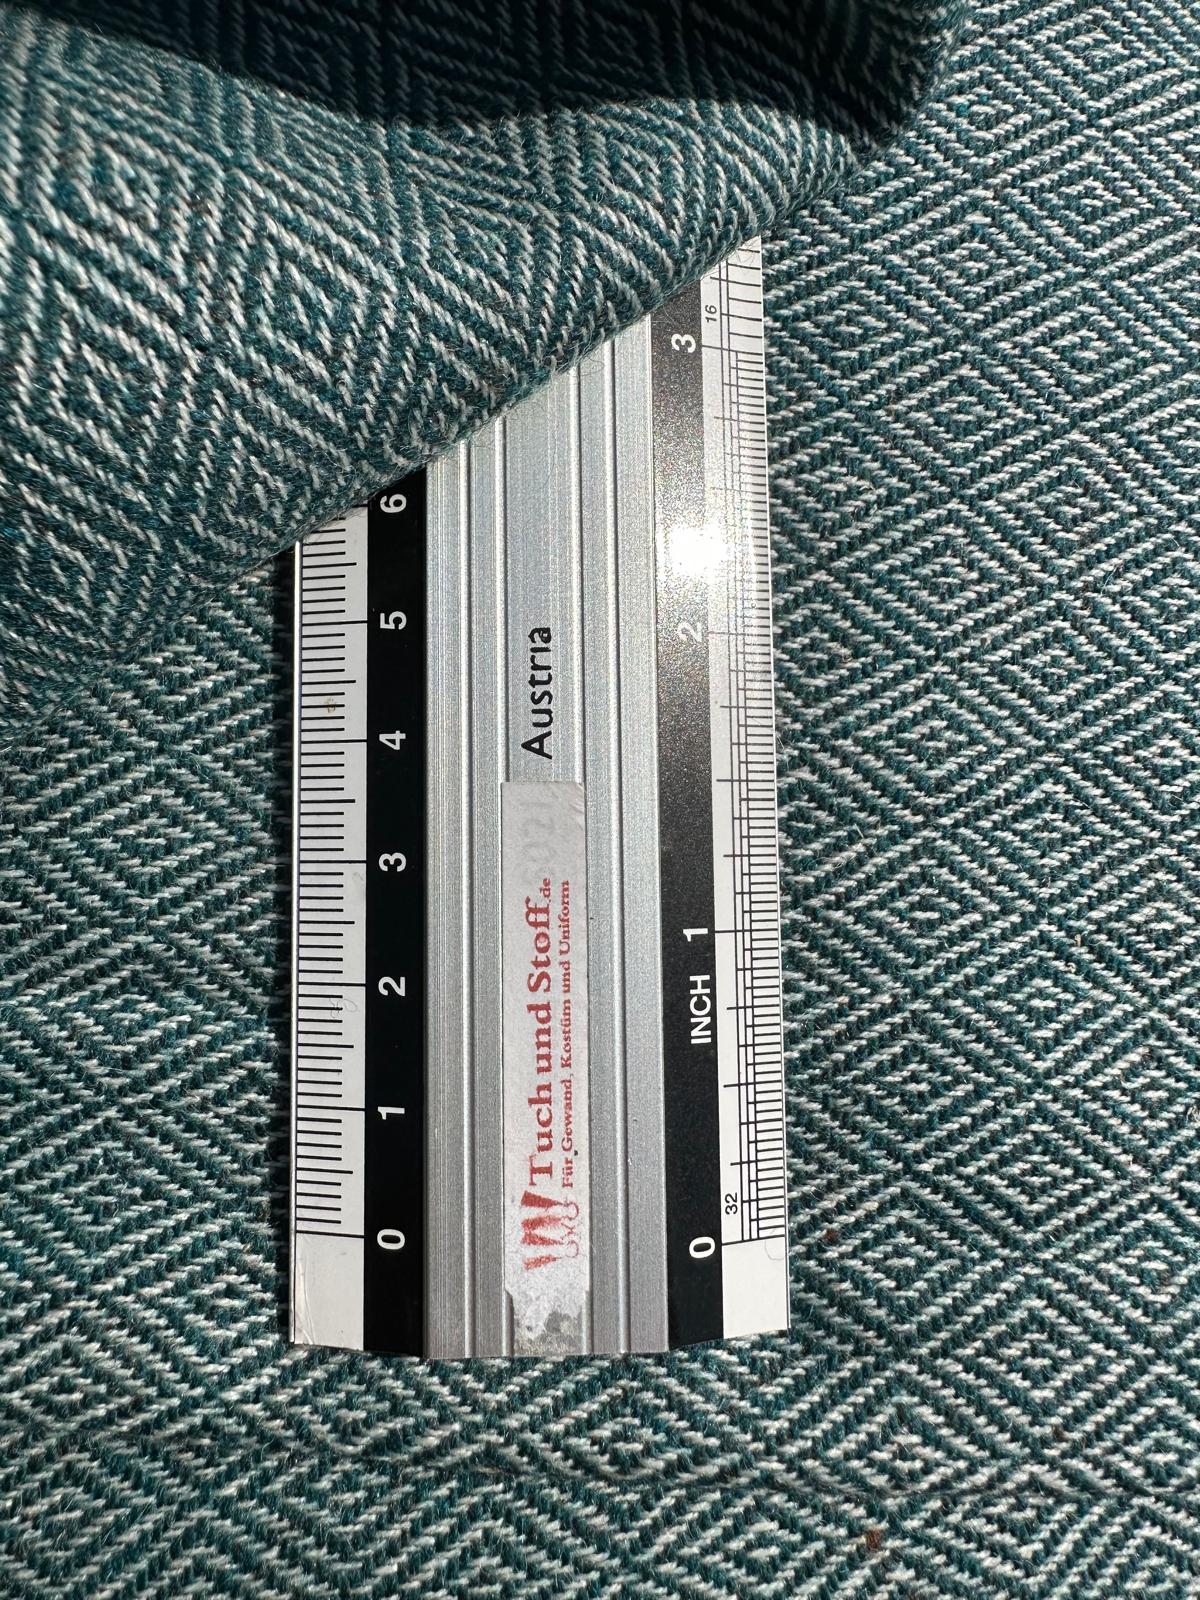 Tuch und Stoff.de
Für Gewand, Kostüm und Uniform
Austria
0 1 2 3 4 5 6
0 INCH 1 2 3
32
16